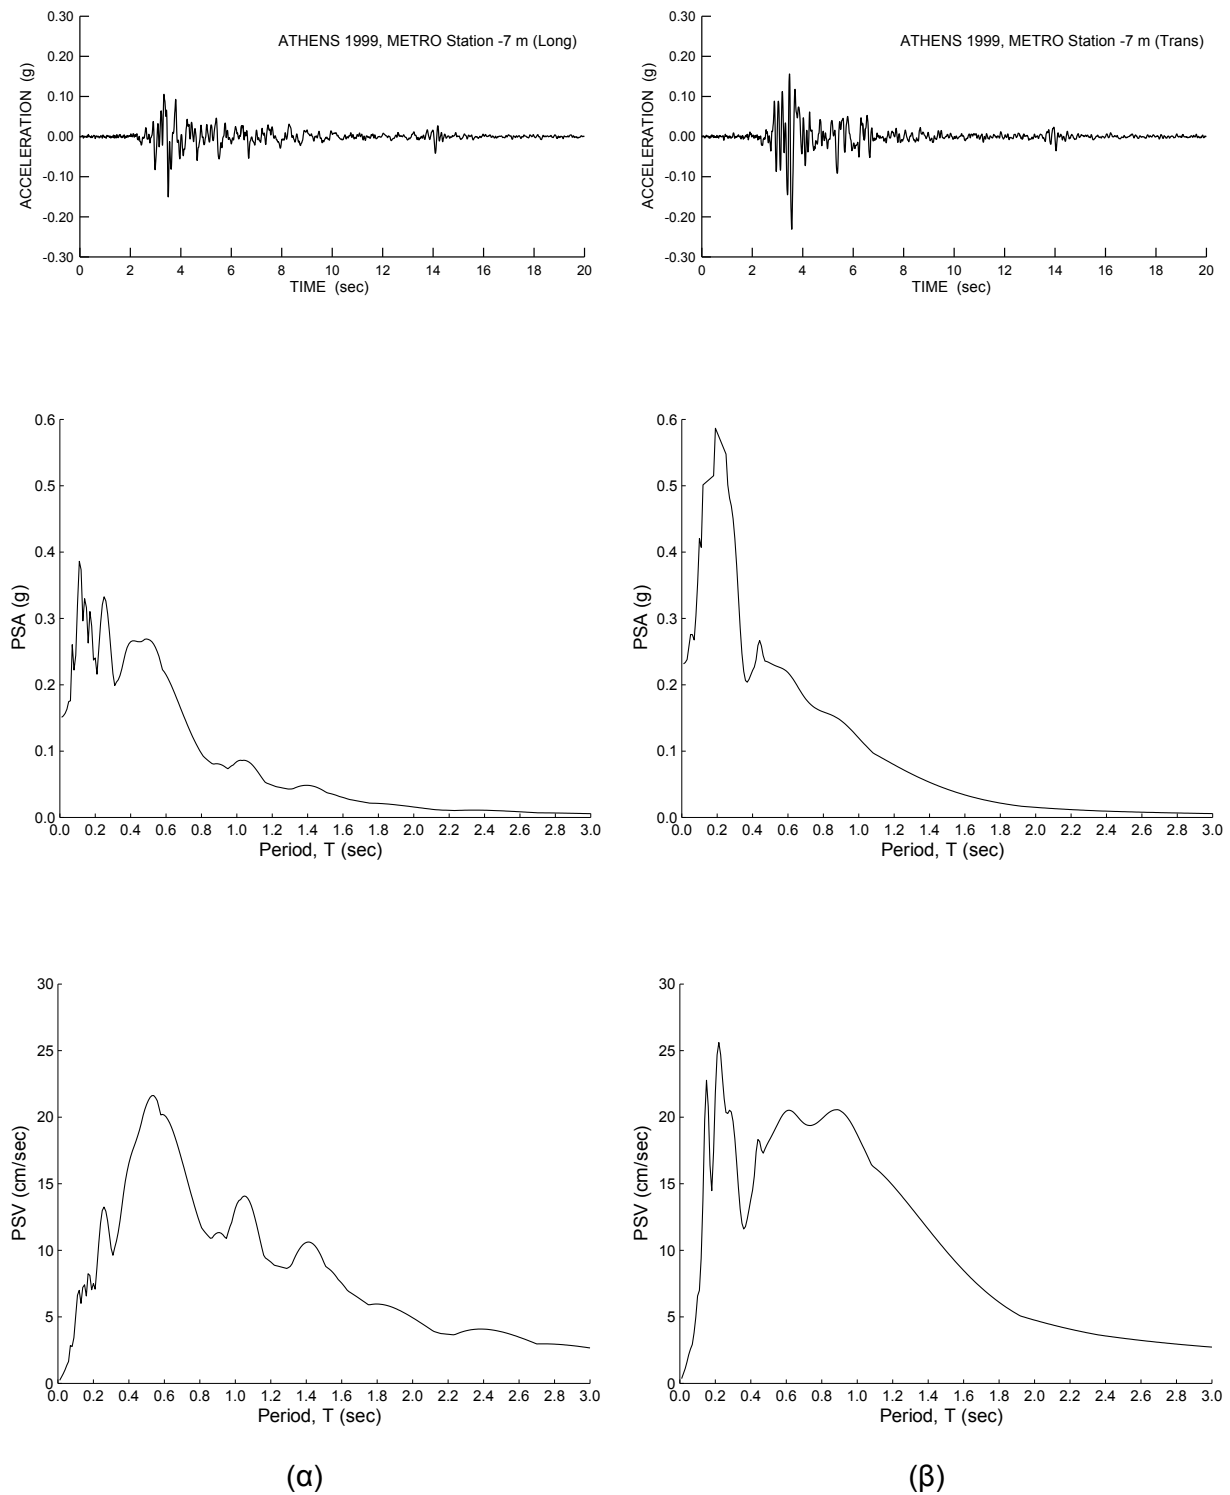 0.30
0.20
0.10
0.00
-0.10
-0.20
-0.30
ACCELERATION (g)
ATHENS 1999, METRO Station -7 m (Long)
0 2 4 6 8 10 12 14 16 18 20
TIME (sec)
0.30
0.20
0.10
0.00
-0.10
-0.20
-0.30
ACCELERATION (g)
ATHENS 1999, METRO Station -7 m (Trans)
0 2 4 6 8 10 12 14 16 18 20
TIME (sec)
0.6
0.5
0.4
0.3
0.2
0.1
0.0
PSA (g)
0.0 0.2 0.4 0.6 0.8 1.0 1.2 1.4 1.6 1.8 2.0 2.2 2.4 2.6 2.8 3.0
Period, T (sec)
0.6
0.5
0.4
0.3
0.2
0.1
0.0
PSA (g)
0.0 0.2 0.4 0.6 0.8 1.0 1.2 1.4 1.6 1.8 2.0 2.2 2.4 2.6 2.8 3.0
Period, T (sec)
30
25
20
15
10
5
0
PSV (cm/sec)
0.0 0.2 0.4 0.6 0.8 1.0 1.2 1.4 1.6 1.8 2.0 2.2 2.4 2.6 2.8 3.0
Period, T (sec)
30
25
20
15
10
5
0
PSV (cm/sec)
0.0 0.2 0.4 0.6 0.8 1.0 1.2 1.4 1.6 1.8 2.0 2.2 2.4 2.6 2.8 3.0
Period, T (sec)
(α)
(β)